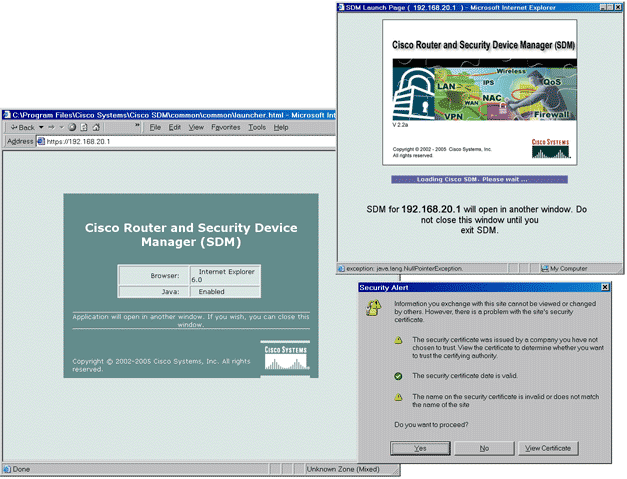 SDM Launch Page ( 192.168.20.1 ) - Microsoft Internet Explorer
Cisco Router and Security Device Manager (SDM)
Wireless
LAN
IPS
QoS
WAN
NAC
VPN
Firewall
V 2.2a
Copyright © 2002 - 2005 Cisco Systems, Inc.
All rights reserved.
CISCO SYSTEMS
Loading Cisco SDM. Please wait ...
SDM for 192.168.20.1 will open in another window. Do
not close this window until you
exit SDM.
exception: java.lang.NullPointerException.
My Computer
C:\Program Files\Cisco Systems\Cisco SDM\common\common\launcher.html - Microsoft Int
Back
File Edit View Favorites Tools Help
Address https://192.168.20.1
Cisco Router and Security Device
Manager (SDM)
Browser: Internet Explorer
6.0
Java: Enabled
Application will open in another window. If you wish, you can close this
window.
Copyright © 2002-2005 Cisco Systems, Inc. All rights
reserved.
CISCO SYSTEMS
Done
Unknown Zone (Mixed)
Security Alert
Information you exchange with this site cannot be viewed or changed
by others. However, there is a problem with the site's security
certificate.
The security certificate was issued by a company you have not
chosen to trust. View the certificate to determine whether you want
to trust the certifying authority.
The security certificate date is valid.
The name on the security certificate is invalid or does not match
the name of the site
Do you want to proceed?
Yes
No
View Certificate